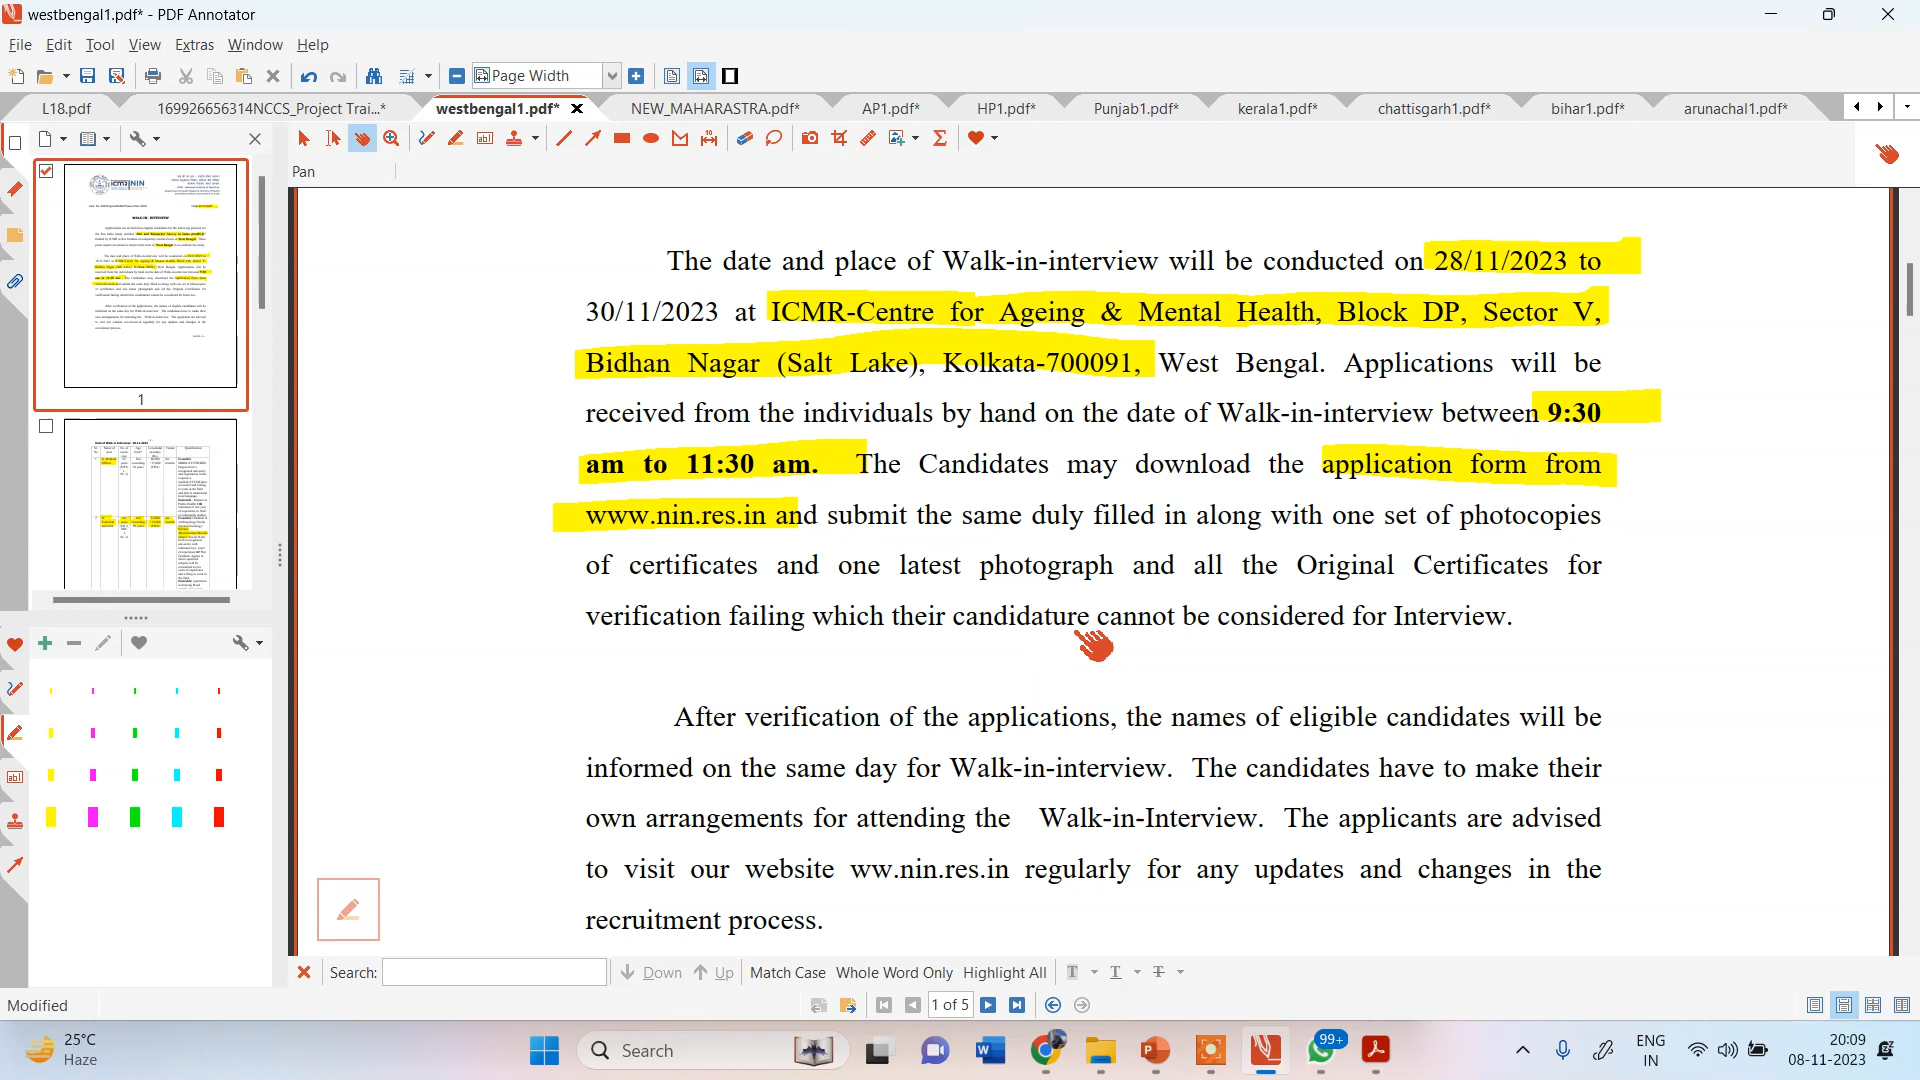 westbengal1.pdf* - PDF Annotator
File Edit Tool View Extras Window Help
Page Width
L18.pdf 169926656314NCCS_Project Trai...* westbengal1.pdf* NEW_MAHARASTRA.pdf* AP1.pdf* HP1.pdf* Punjab1.pdf* kerala1.pdf* chattisgarh1.pdf* bihar1.pdf* arunachal1.pdf*
Pan
icmr NIN
WALK-IN INTERVIEW
1
The date and place of Walk-in-interview will be conducted on 28/11/2023 to
30/11/2023 at ICMR-Centre for Ageing & Mental Health, Block DP, Sector V,
Bidhan Nagar (Salt Lake), Kolkata-700091, West Bengal. Applications will be
received from the individuals by hand on the date of Walk-in-interview between 9:30
am to 11:30 am. The Candidates may download the application form from
www.nin.res.in and submit the same duly filled in along with one set of photocopies
of certificates and one latest photograph and all the Original Certificates for
verification failing which their candidature cannot be considered for Interview.
After verification of the applications, the names of eligible candidates will be
informed on the same day for Walk-in-interview. The candidates have to make their
own arrangements for attending the Walk-in-Interview. The applicants are advised
to visit our website ww.nin.res.in regularly for any updates and changes in the
recruitment process.
Search: Down Up Match Case Whole Word Only Highlight All
Modified 1 of 5
25°C
Haze
Search
99+
ENG
IN
20:09
08-11-2023